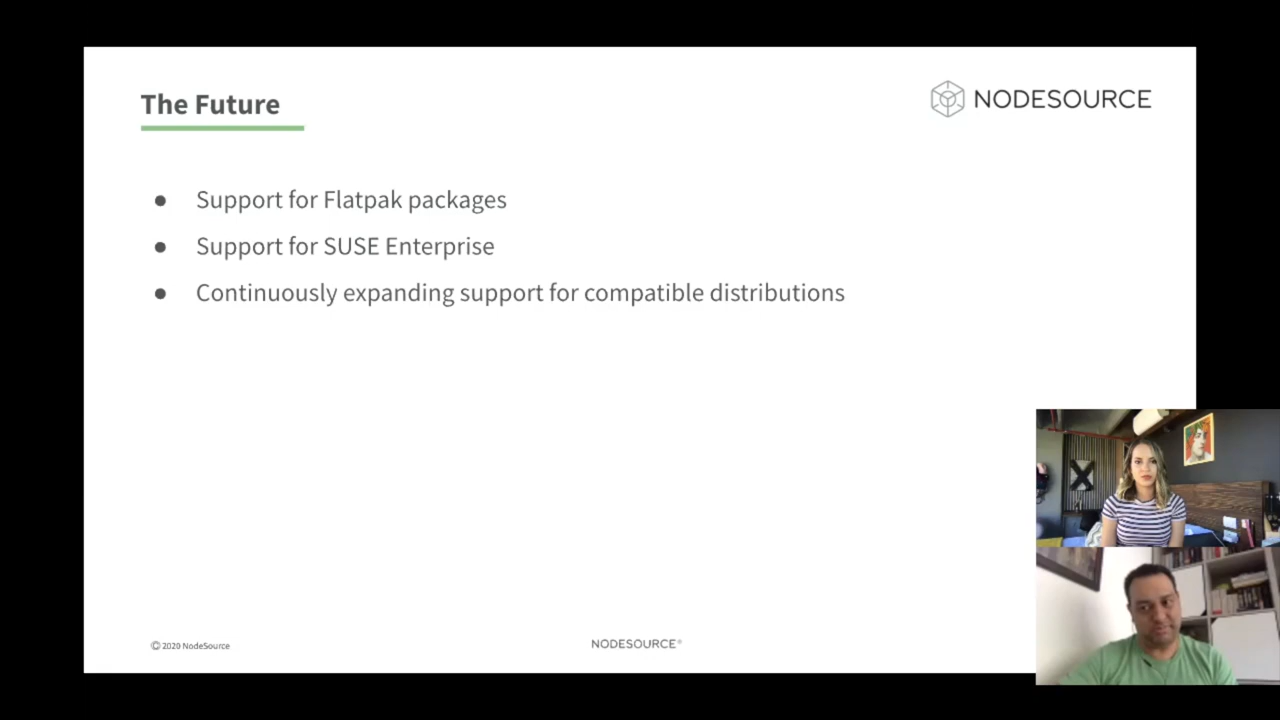 The Future
NODESOURCE
● Support for Flatpak packages
● Support for SUSE Enterprise
● Continuously expanding support for compatible distributions
© 2020 NodeSource
NODESOURCE®